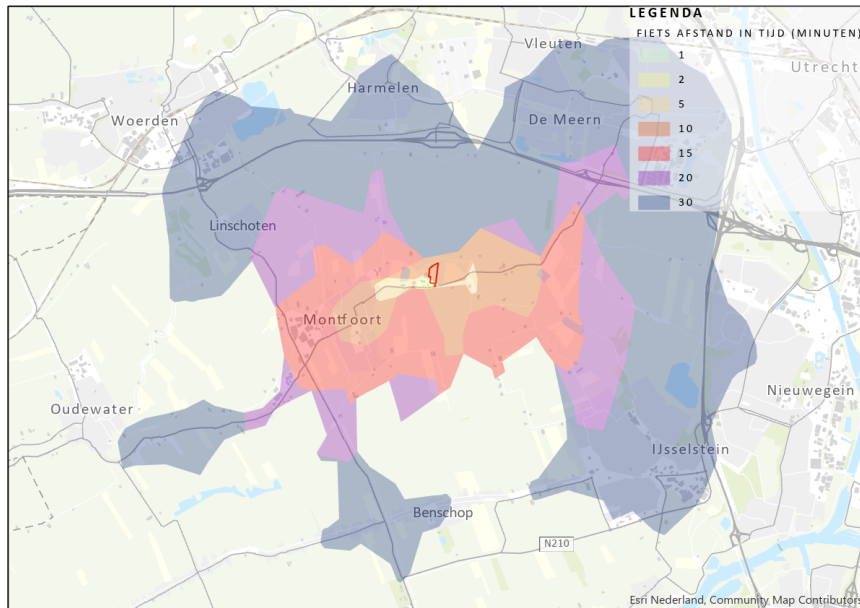 LEGENDA
FIETS AFSTAND IN TIJD (MINUTEN)
1
2
5
10
15
20
30
Vleuten
Utrecht
Harmelen
Woerden
De Meern
Linschoten
Montfoort
Nieuwegein
Oudewater
IJsselstein
Benschop
N210
Esri Nederland, Community Map Contributors